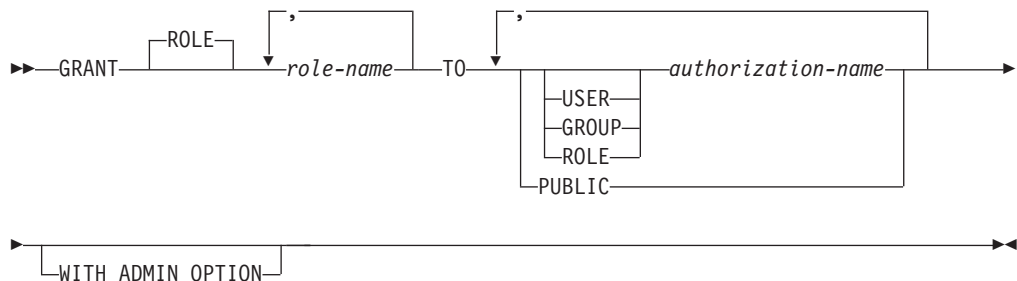 , ,
ROLE
GRANT role-name TO authorization-name
USER
GROUP
ROLE
PUBLIC
WITH ADMIN OPTION